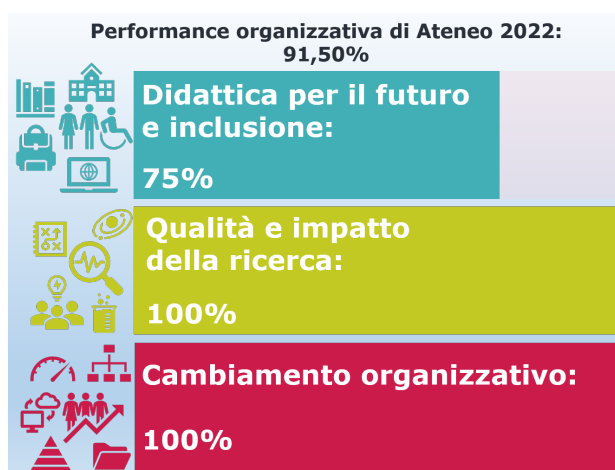 Performance organizzativa di Ateneo 2022:
91,50%
Didattica per il futuro
e inclusione:
75%
Qualità e impatto
della ricerca:
100%
Cambiamento organizzativo:
100%